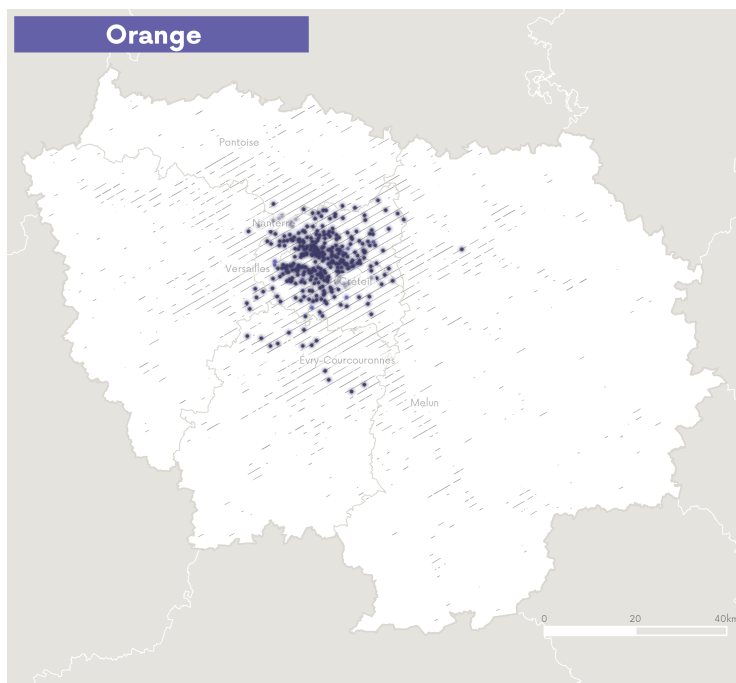 Orange
Pontoise
Nanterre
Versailles
Créteil
Évry-Courcouronnes
Melun
0 20 40km